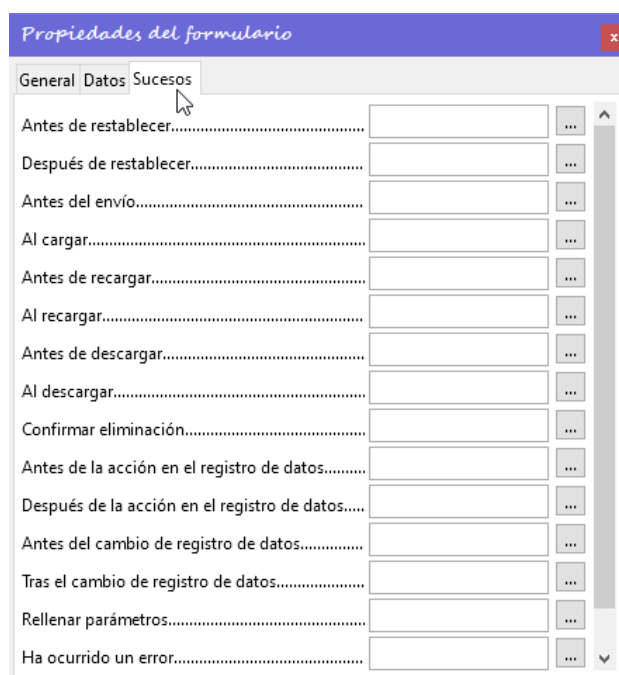 Propiedades del formulario x
General Datos Sucesos
Antes de restablecer................................................ ...
Después de restablecer........................................... ...
Antes del envío......................................................... ...
Al cargar..................................................................... ...
Antes de recargar..................................................... ...
Al recargar................................................................. ...
Antes de descargar.................................................. ...
Al descargar.............................................................. ...
Confirmar eliminación............................................. ...
Antes de la acción en el registro de datos.......... ...
Después de la acción en el registro de datos..... ...
Antes del cambio de registro de datos............... ...
Tras el cambio de registro de datos..................... ...
Rellenar parámetros................................................. ...
Ha ocurrido un error............................................... ...